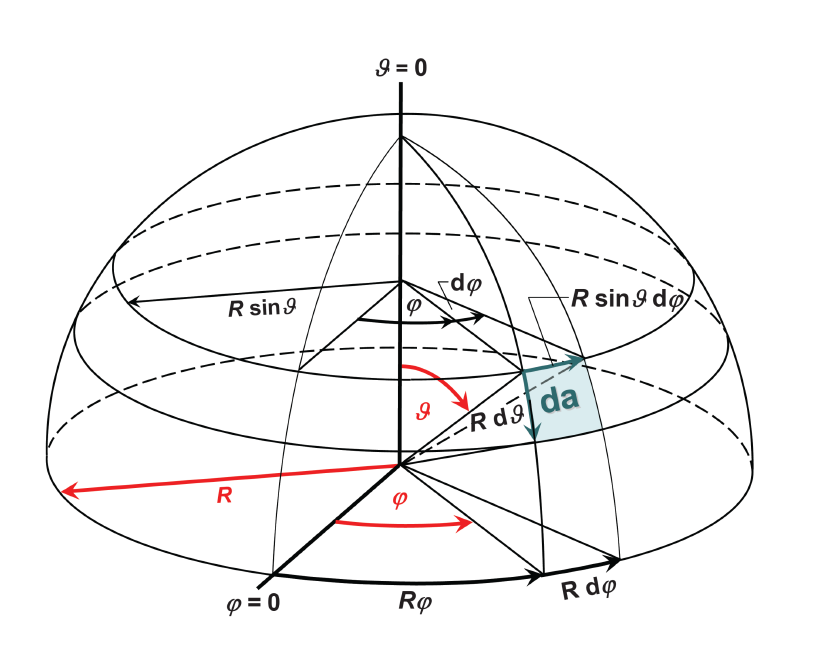 ϑ = 0
dφ
R sinϑ dφ
R sinϑ
φ
da
ϑ
R dϑ
R
φ
R dφ
φ = 0
Rφ